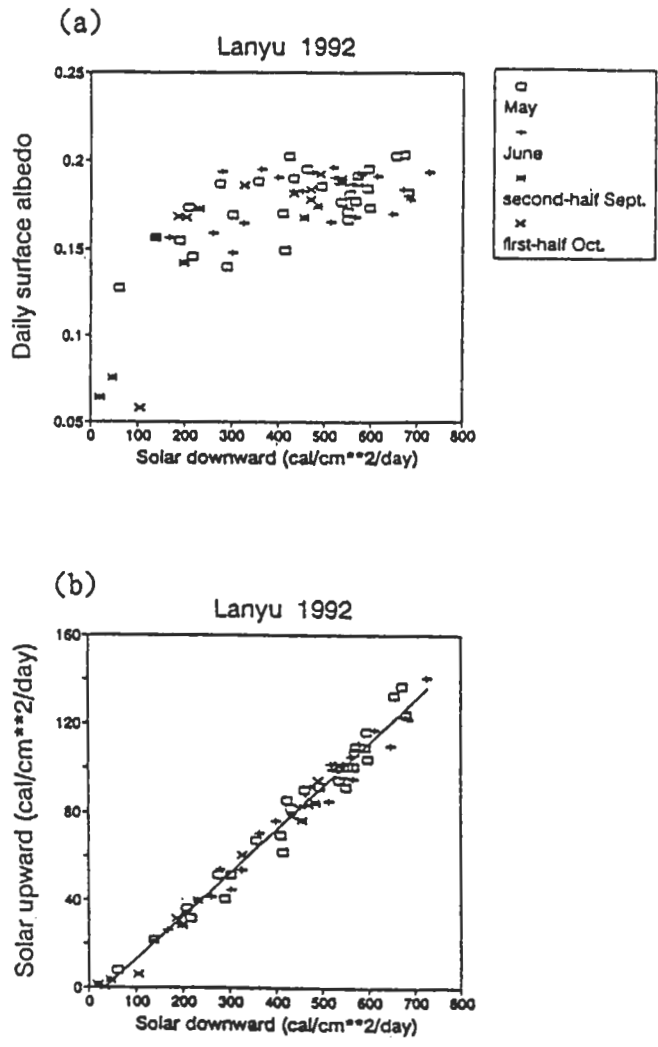 (a)
Lanyu 1992
Daily surface albedo
0.25
0.2
0.15
0.1
0.05
0 100 200 300 400 500 600 700 800
Solar downward (cal/cm**2/day)
May
June
second-half Sept.
first-half Oct.
(b)
Lanyu 1992
Solar upward (cal/cm**2/day)
160
120
80
40
0
0 100 200 300 400 500 600 700 800
Solar downward (cal/cm**2/day)